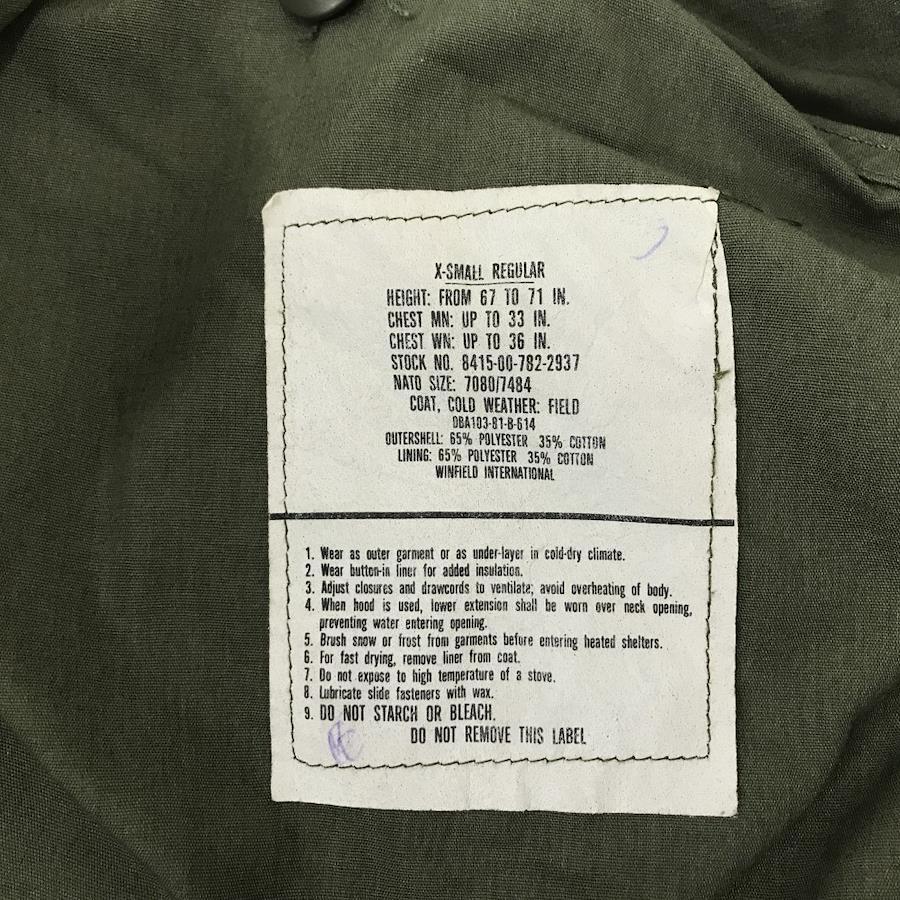 X-SMALL REGULAR
HEIGHT: FROM 67 TO 71 IN.
CHEST MN: UP TO 33 IN.
CHEST WN: UP TO 36 IN.
STOCK NO. 8415-00-782-2937
NATO SIZE: 7080/7484
COAT, COLD WEATHER: FIELD
DBA103-81-B-614
OUTERSHELL: 65% POLYESTER 35% COTTON
LINING: 65% POLYESTER 35% COTTON
WINFIELD INTERNATIONAL
1. Wear as outer garment or as under-layer in cold-dry climate.
2. Wear button-in liner for added insulation.
3. Adjust closures and drawcords to ventilate; avoid overheating of body.
4. When hood is used, lower extension shall be worn over neck opening,
preventing water entering opening.
5. Brush snow or frost from garments before entering heated shelters.
6. For fast drying, remove liner from coat.
7. Do not expose to high temperature of a stove.
8. Lubricate slide fasteners with wax.
9. DO NOT STARCH OR BLEACH.
DO NOT REMOVE THIS LABEL